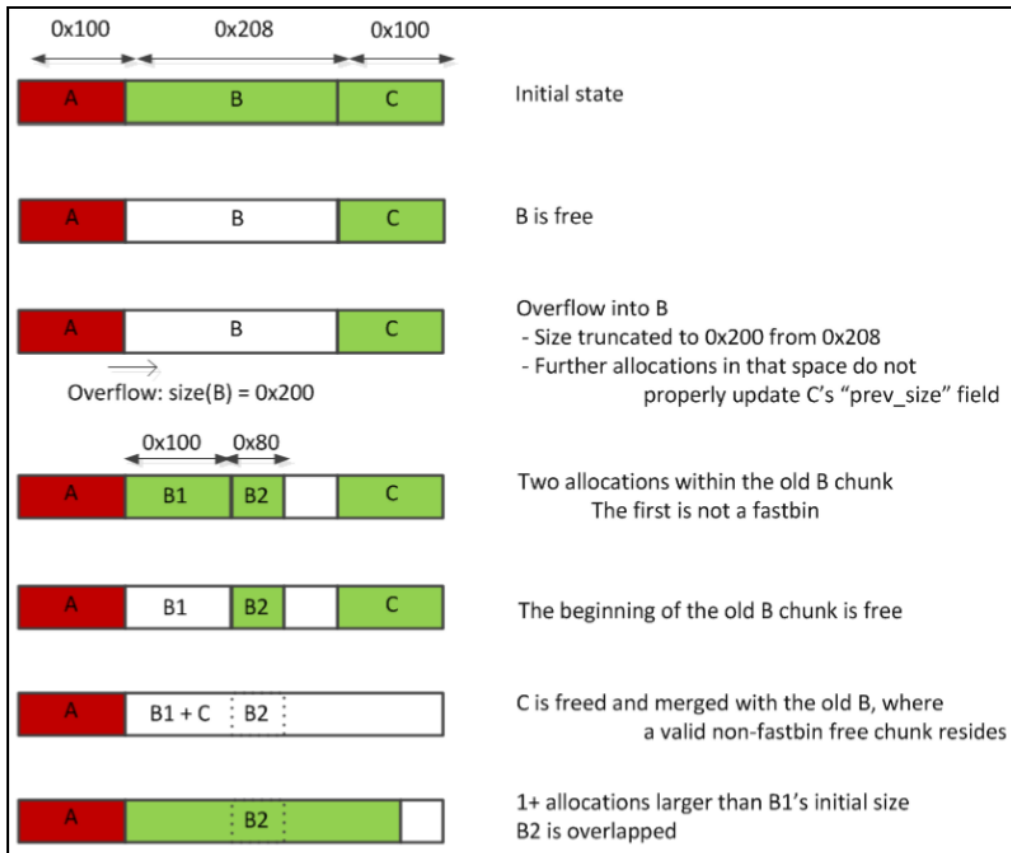 0x100 0x208 0x100
A B C
Initial state
A B C
B is free
A B C
Overflow: size(B) = 0x200
Overflow into B
- Size truncated to 0x200 from 0x208
- Further allocations in that space do not
properly update C's “prev_size” field
0x100 0x80
A B1 B2 C
Two allocations within the old B chunk
The first is not a fastbin
A B1 B2 C
The beginning of the old B chunk is free
A B1 + C B2
C is freed and merged with the old B, where
a valid non-fastbin free chunk resides
A B2
1+ allocations larger than B1's initial size
B2 is overlapped